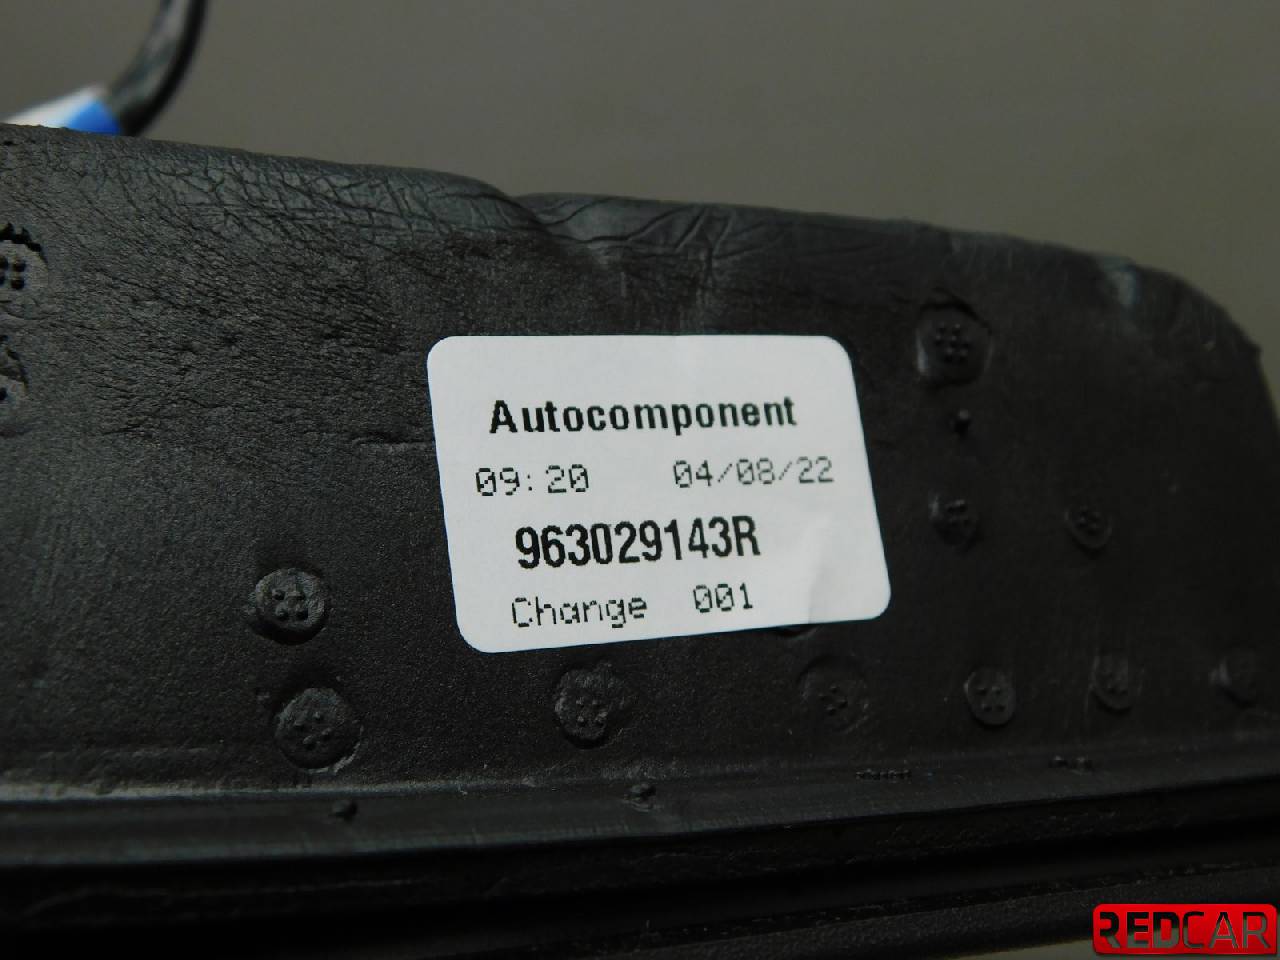 Autocomponent
09:20 04/08/22
963029143R
Change 001
REDCAR